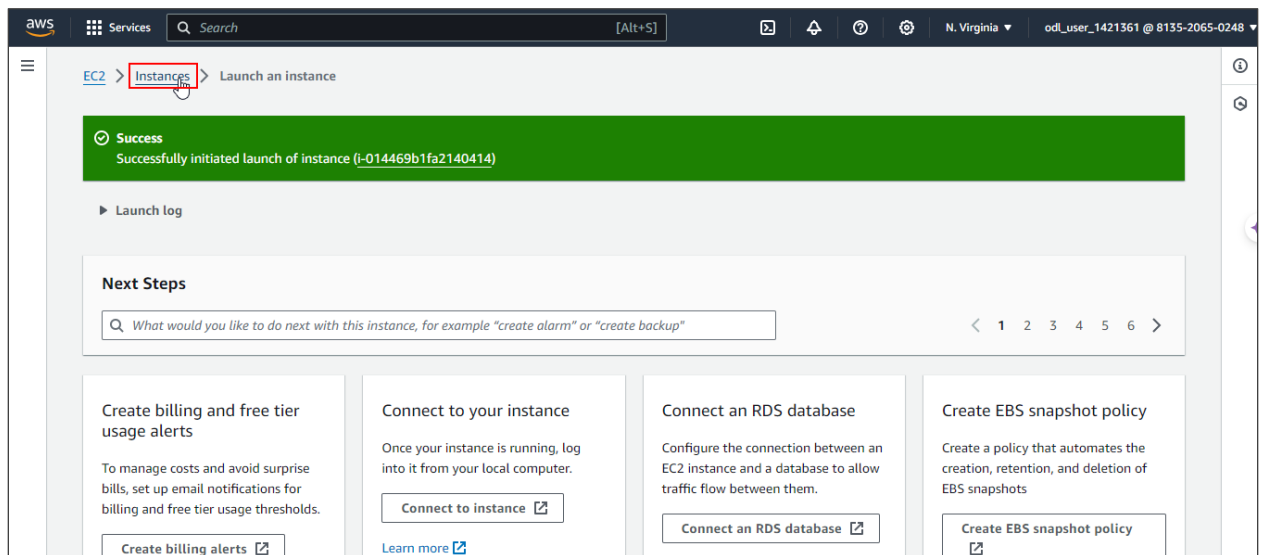 aws
Services
Search
[Alt+S]
N. Virginia
odl_user_1421361 @ 8135-2065-0248
EC2 > Instances > Launch an instance
Success
Successfully initiated launch of instance (i-014469b1fa2140414)
Launch log
Next Steps
What would you like to do next with this instance, for example “create alarm” or “create backup”
1 2 3 4 5 6
Create billing and free tier
usage alerts
To manage costs and avoid surprise
bills, set up email notifications for
billing and free tier usage thresholds.
Create billing alerts
Connect to your instance
Once your instance is running, log
into it from your local computer.
Connect to instance
Learn more
Connect an RDS database
Configure the connection between an
EC2 instance and a database to allow
traffic flow between them.
Connect an RDS database
Create EBS snapshot policy
Create a policy that automates the
creation, retention, and deletion of
EBS snapshots
Create EBS snapshot policy